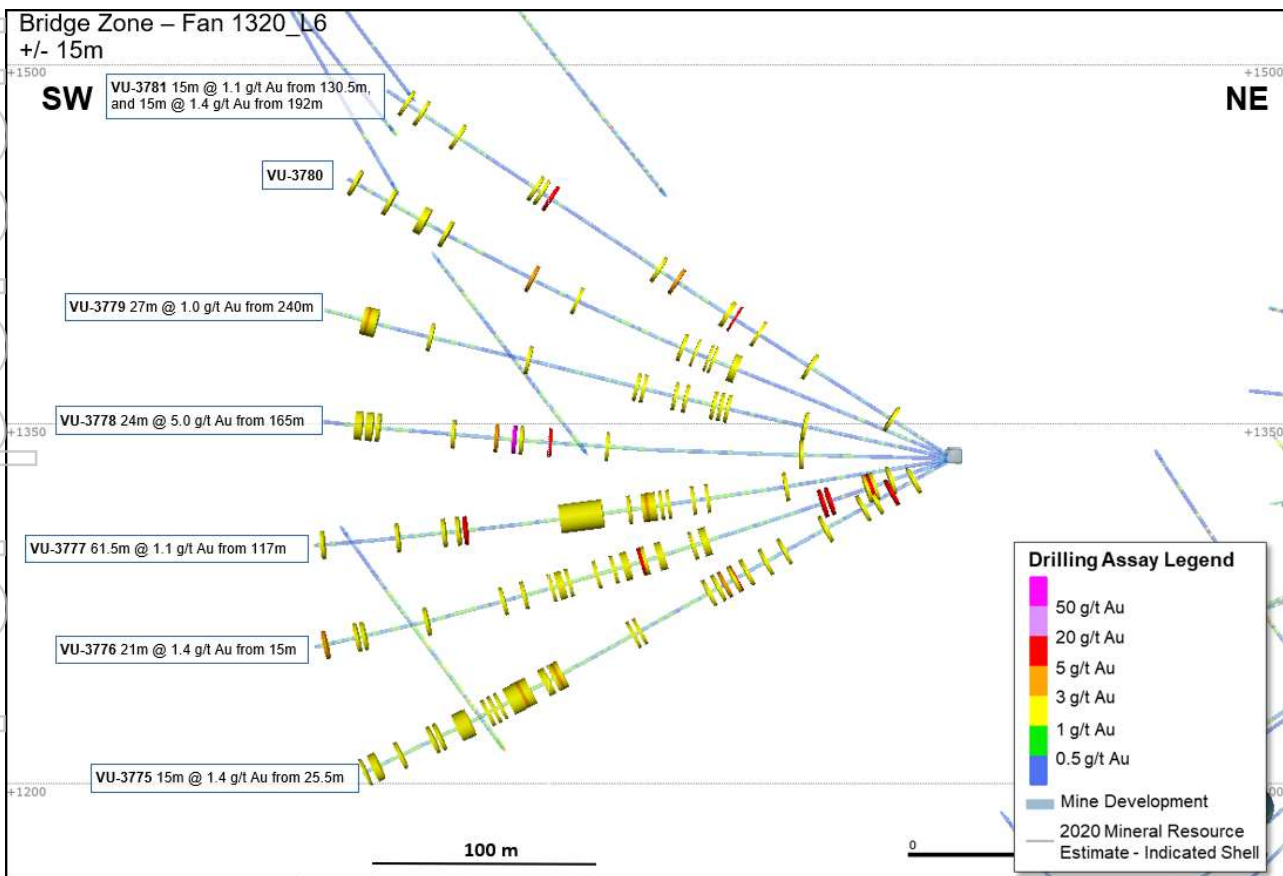 Bridge Zone – Fan 1320_L6
+/- 15m
+1500
+1500
SW
NE
VU-3781 15m @ 1.1 g/t Au from 130.5m,
and 15m @ 1.4 g/t Au from 192m
VU-3780
VU-3779 27m @ 1.0 g/t Au from 240m
VU-3778 24m @ 5.0 g/t Au from 165m
+1350
+1350
VU-3777 61.5m @ 1.1 g/t Au from 117m
VU-3776 21m @ 1.4 g/t Au from 15m
VU-3775 15m @ 1.4 g/t Au from 25.5m
+1200
Drilling Assay Legend
50 g/t Au
20 g/t Au
5 g/t Au
3 g/t Au
1 g/t Au
0.5 g/t Au
Mine Development
2020 Mineral Resource
Estimate - Indicated Shell
100 m
0